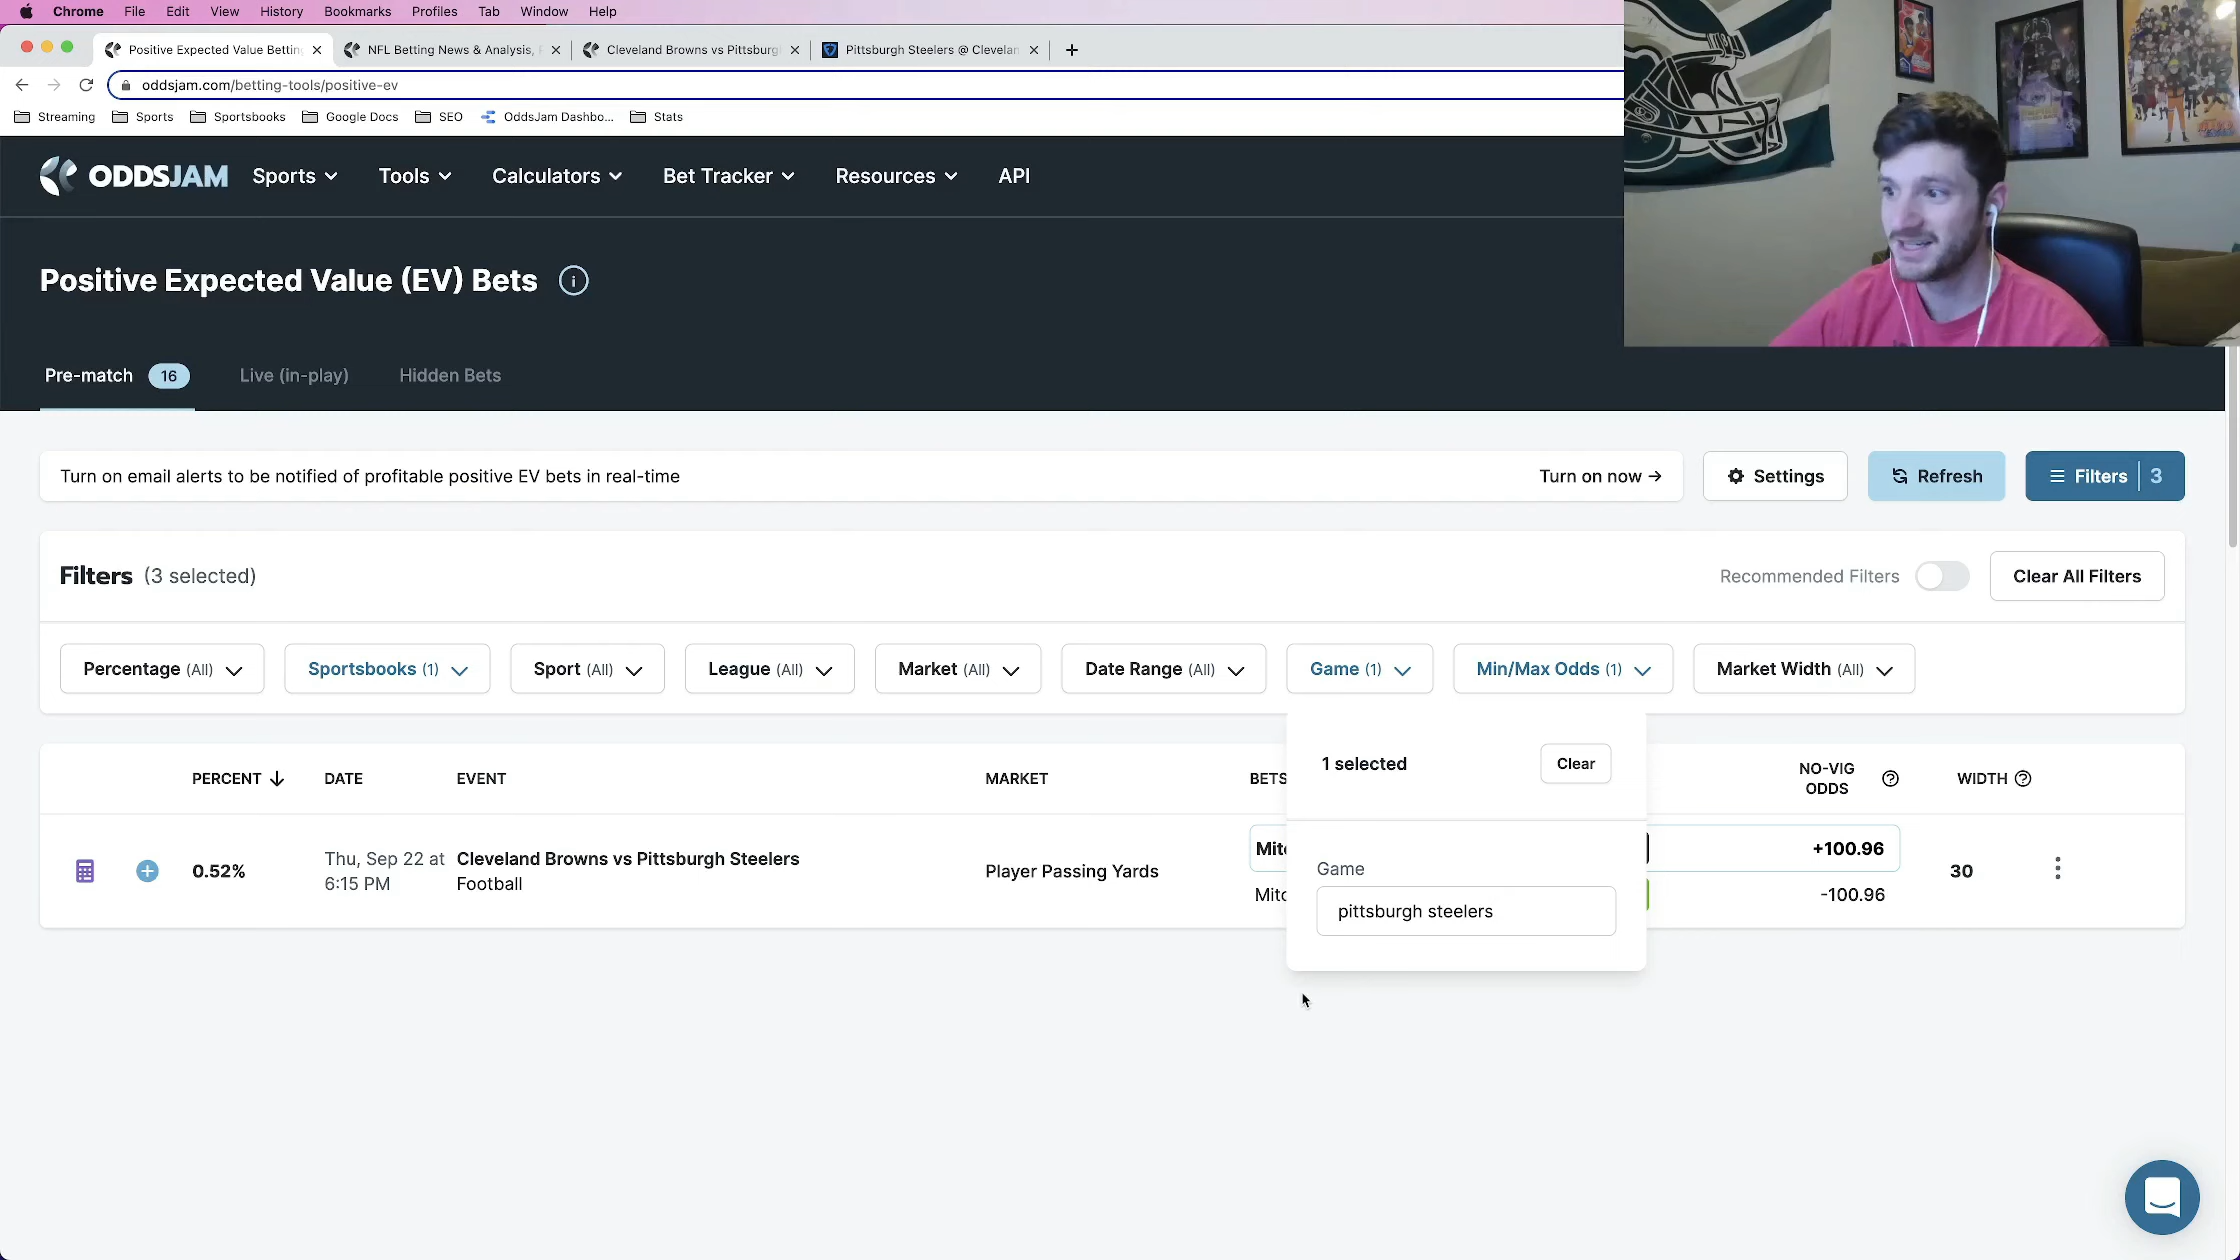 Chrome File Edit View History Bookmarks Profiles Tab Window Help
Positive Expected Value Betting
NFL Betting News & Analysis,
Cleveland Browns vs Pittsburg
Pittsburgh Steelers @ Clevelan
oddsjam.com/betting-tools/positive-ev
Streaming Sports Sportsbooks Google Docs SEO OddsJam Dashbo... Stats
ODDSJAM Sports Tools Calculators Bet Tracker Resources API
Positive Expected Value (EV) Bets
Pre-match 16 Live (in-play) Hidden Bets
Turn on email alerts to be notified of profitable positive EV bets in real-time Turn on now → Settings Refresh Filters 3
Filters (3 selected) Recommended Filters Clear All Filters
Percentage (All) Sportsbooks (1) Sport (All) League (All) Market (All) Date Range (All) Game (1) Min/Max Odds (1) Market Width (All)
1 selected Clear
PERCENT ↓ DATE EVENT MARKET BETS NO-VIG ODDS ? WIDTH ?
0.52% Thu, Sep 22 at 6:15 PM Cleveland Browns vs Pittsburgh Steelers Football Player Passing Yards
Mitc +100.96 30
Mitc -100.96
Game
pittsburgh steelers